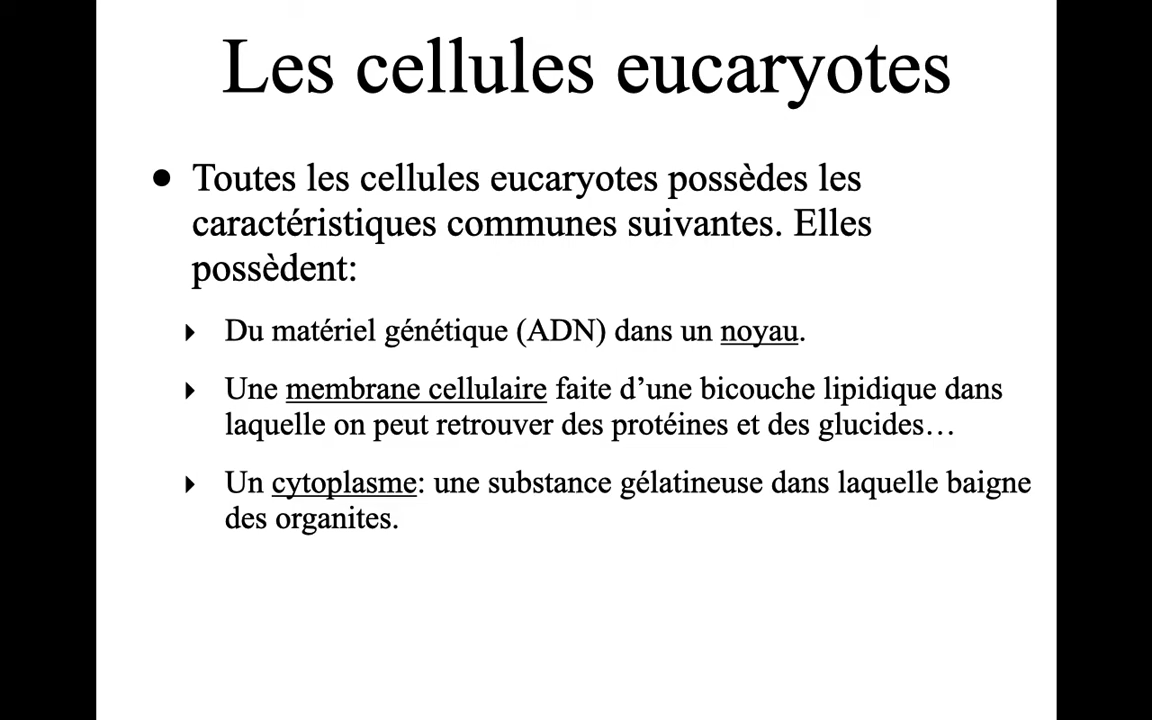 Les cellules eucaryotes
• Toutes les cellules eucaryotes possèdes les
caractéristiques communes suivantes. Elles
possèdent:
‣ Du matériel génétique (ADN) dans un noyau.
‣ Une membrane cellulaire faite d’une bicouche lipidique dans
laquelle on peut retrouver des protéines et des glucides…
‣ Un cytoplasme: une substance gélatineuse dans laquelle baigne
des organites.